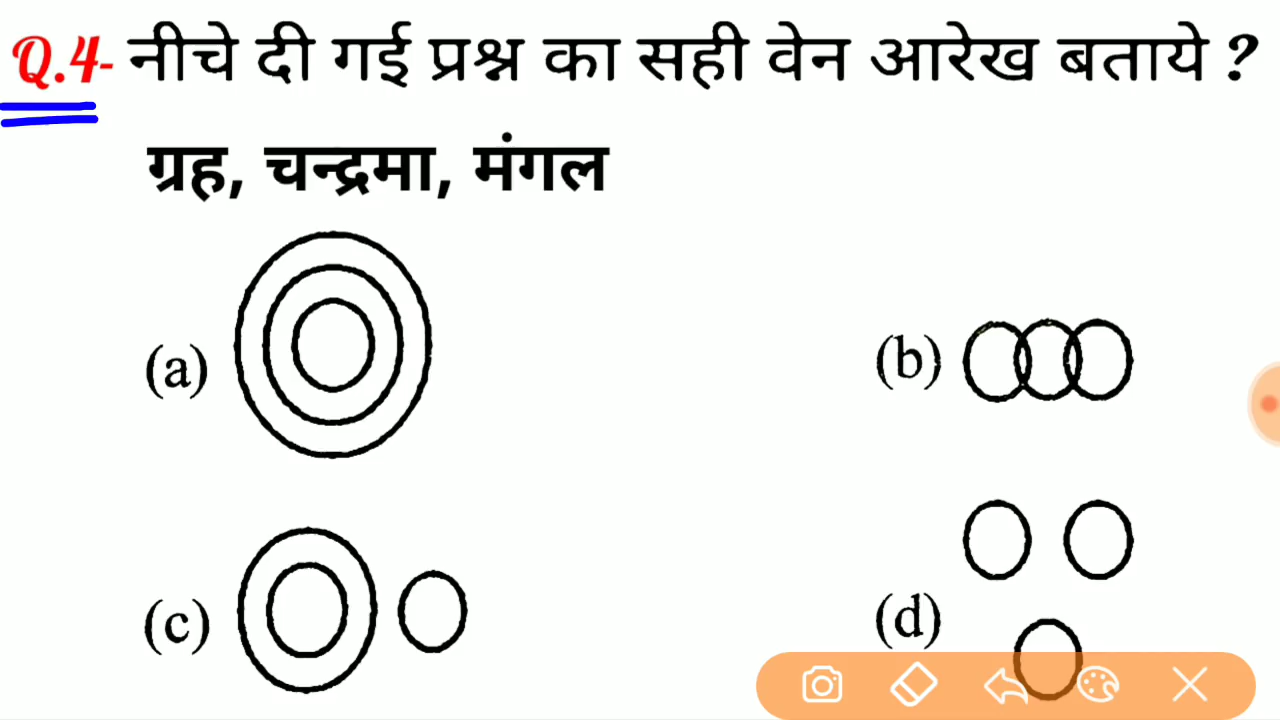 Q.4- नीचे दी गई प्रश्न का सही वेन आरेख बताये ?
ग्रह, चन्द्रमा, मंगल
(a)
(b)
(c)
(d)